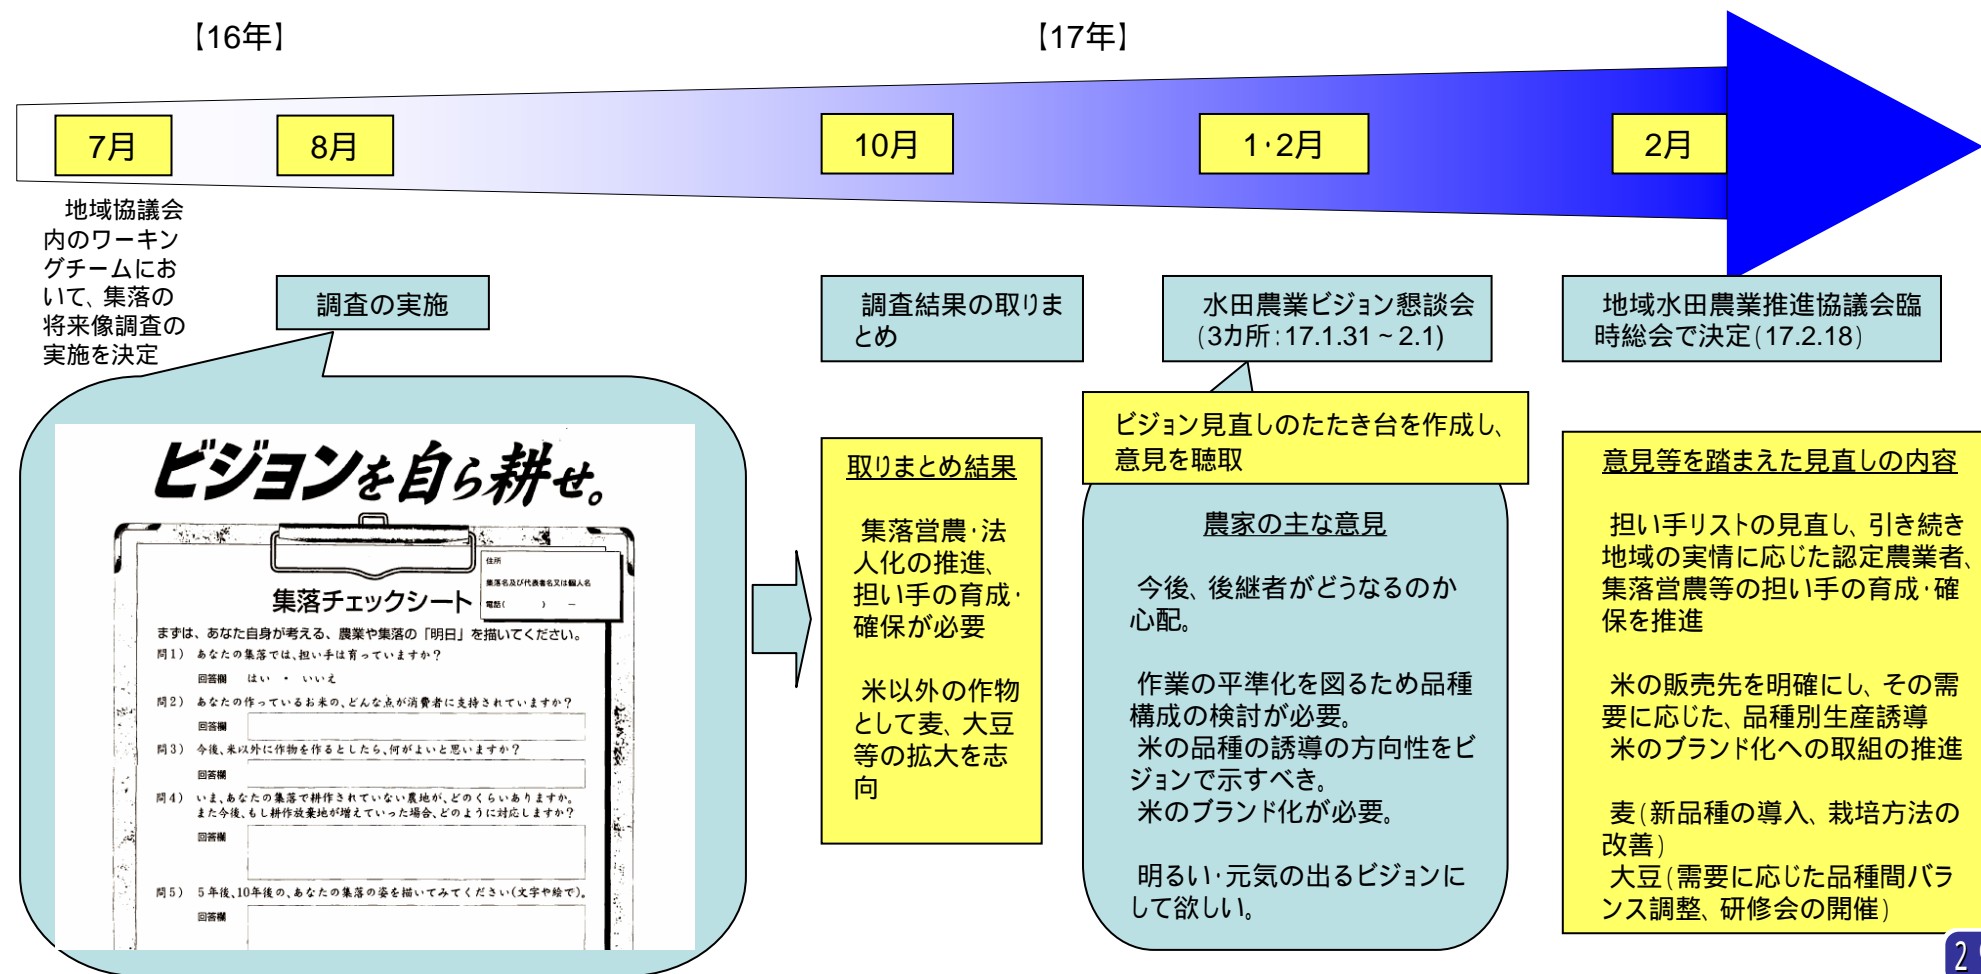 【16年】
【17年】
7月
8月
10月
1・2月
2月
地域協議会
内のワーキン
グチームにお
いて、集落の
将来像調査の
実施を決定
調査の実施
調査結果の取りま
とめ
水田農業ビジョン懇談会
(3カ所:17.1.31~2.1)
地域水田農業推進協議会臨
時総会で決定(17.2.18)
ビジョンを自ら耕せ。
住所
集落名及び代表者名又は個人名
電話( ) ー
集落チェックシート
まずは、あなた自身が考える、農業や集落の「明日」を描いてください。
問1) あなたの集落では、担い手は育っていますか?
回答欄 はい ・ いいえ
問2) あなたの作っているお米の、どんな点が消費者に支持されていますか?
回答欄
問3) 今後、米以外に作物を作るとしたら、何がよいと思いますか?
回答欄
問4) いま、あなたの集落で耕作されていない農地が、どのくらいありますか。
また今後、もし耕作放棄地が増えていった場合、どのように対応しますか?
回答欄
問5) 5年後、10年後の、あなたの集落の姿を描いてみてください(文字や絵で)。
回答欄
取りまとめ結果
集落営農・法
人化の推進、
担い手の育成・
確保が必要
米以外の作物
として麦、大豆
等の拡大を志
向
ビジョン見直しのたたき台を作成し、
意見を聴取
農家の主な意見
今後、後継者がどうなるのか
心配。
作業の平準化を図るため品種
構成の検討が必要。
米の品種の誘導の方向性をビ
ジョンで示すべき。
米のブランド化が必要。
明るい・元気の出るビジョンに
して欲しい。
意見等を踏まえた見直しの内容
担い手リストの見直し、引き続き
地域の実情に応じた認定農業者、
集落営農等の担い手の育成・確
保を推進
米の販売先を明確にし、その需
要に応じた、品種別生産誘導
米のブランド化への取組の推進
麦(新品種の導入、栽培方法の
改善)
大豆(需要に応じた品種間バラ
ンス調整、研修会の開催)